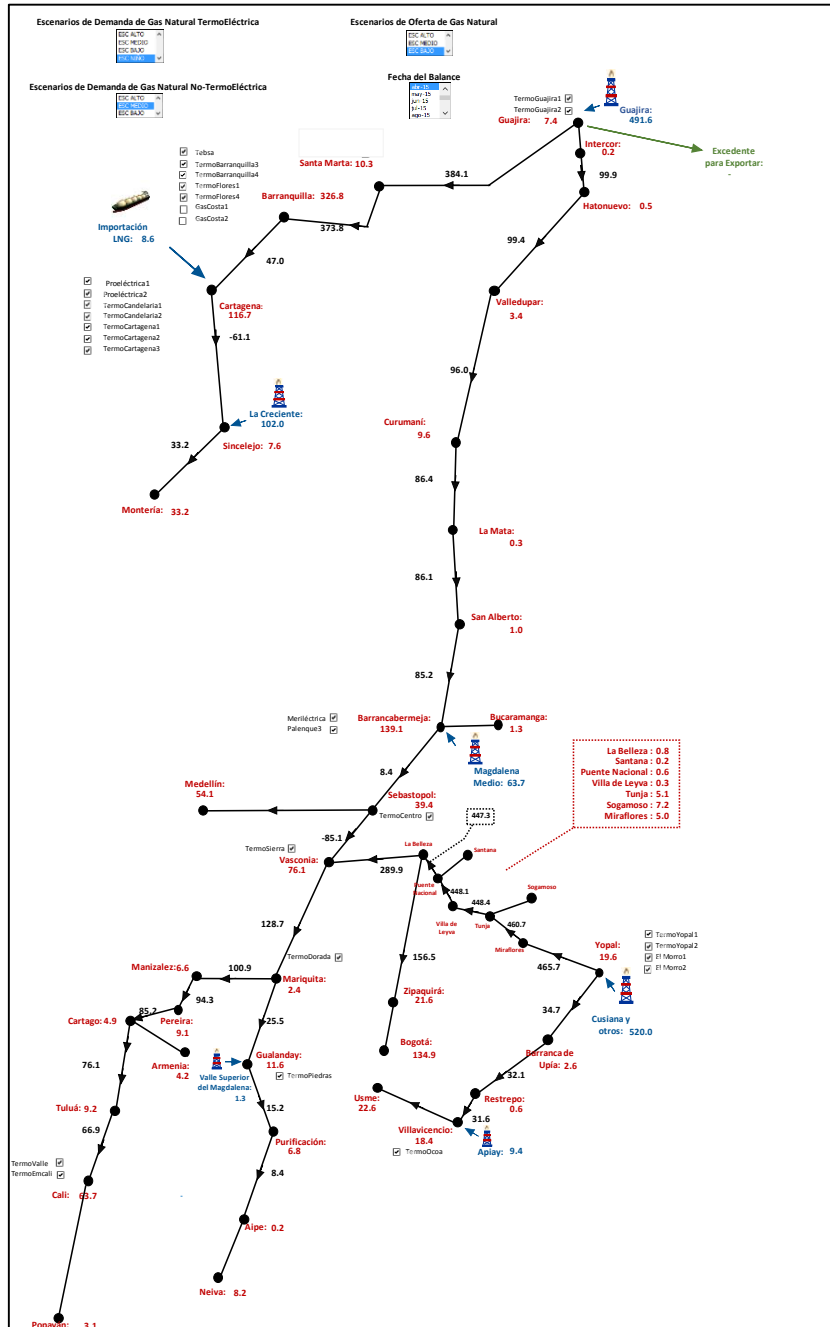 Escenarios de Demanda de Gas Natural TermoEléctrica
ESC ALTO
ESC MEDIO
ESC BAJO
ESC NIÑO
Escenarios de Oferta de Gas Natural
ESC ALTO
ESC MEDIO
ESC BAJO
Escenarios de Demanda de Gas Natural No-TermoEléctrica
ESC ALTO
ESC MEDIO
ESC BAJO
Fecha del Balance
abr-15
may-15
jun-15
jul-15
ago-15
TermoGuajira1
TermoGuajira2
Guajira:
491.6
Guajira: 7.4
Intercor:
0.2
Excedente
para Exportar:
-
99.9
Hatonuevo: 0.5
Santa Marta: 10.3
384.1
Tebsa
TermoBarranquilla3
TermoBarranquilla4
TermoFlores1
TermoFlores4
GasCosta1
GasCosta2
Barranquilla: 326.8
373.8
Importación
LNG: 8.6
47.0
99.4
Proeléctrica1
Proeléctrica2
TermoCandelaria1
TermoCandelaria2
TermoCartagena1
TermoCartagena2
TermoCartagena3
Cartagena:
116.7
Valledupar:
3.4
-61.1
96.0
La Creciente:
102.0
Sincelejo: 7.6
33.2
Montería: 33.2
Curumaní:
9.6
86.4
La Mata:
0.3
86.1
San Alberto:
1.0
85.2
Meriléctrica
Palenque3
Barrancabermeja:
139.1
Bucaramanga:
1.3
Magdalena
Medio: 63.7
8.4
Medellín:
54.1
Sebastopol:
39.4
TermoCentro
-85.1
La Belleza : 0.8
Santana : 0.2
Puente Nacional : 0.6
Villa de Leyva : 0.3
Tunja : 5.1
Sogamoso : 7.2
Miraflores : 5.0
447.3
TermoSierra
Vasconia:
76.1
289.9
La Belleza
Santana
Puente
Nacional
448.1
Villa de
Leyva
448.4
Tunja
Sogamoso
460.7
Miraflores
465.7
Yopal:
19.6
TermoYopal1
TermoYopal2
El Morro1
El Morro2
Cusiana y
otros: 520.0
128.7
TermoDorada
156.5
Manizalez: 6.6
100.9
Mariquita:
2.4
94.3
85.2
Cartago: 4.9
Pereira:
9.1
Armenia:
4.2
25.5
Zipaquirá:
21.6
Bogotá:
134.9
34.7
Barranca de
Upía: 2.6
32.1
Restrepo:
0.6
31.6
Usme:
22.6
Villavicencio:
18.4
TermoOcoa
Apiay: 9.4
Gualanday:
11.6
TermoPiedras
Valle Superior
del Magdalena:
1.3
15.2
Purificación:
6.8
8.4
Aipe: 0.2
Neiva: 8.2
76.1
Tuluá: 9.2
66.9
TermoValle
TermoEmcali
Cali: 63.7
-
Popayán: 3.1